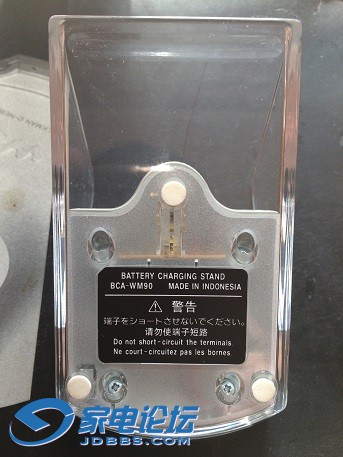 BATTERY CHARGING STAND
BCA-WM90 MADE IN INDONESIA
⚠ 警告
端子をショートさせないでください。
请勿使端子短路
Do not short-circuit the terminals.
Ne court-circuitez pas les bornes.
家电论坛
JDBBS.COM